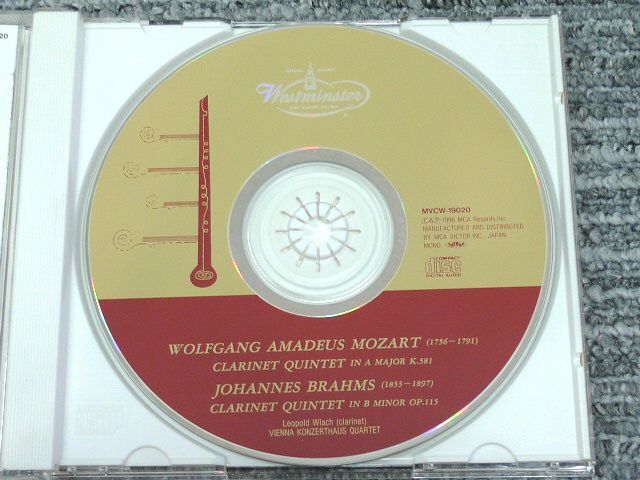 20
Westminster
MVCW-19020
(C&P) 1996 MCA Records, Inc.
MANUFACTURED AND DISTRIBUTED
BY MCA VICTOR INC., JAPAN
MONO
COMPACT
disc
DIGITAL AUDIO
WOLFGANG AMADEUS MOZART (1756–1791)
CLARINET QUINTET IN A MAJOR K.581
JOHANNES BRAHMS (1833–1897)
CLARINET QUINTET IN B MINOR OP.115
Leopold Wlach (clarinet)
VIENNA KONZERTHAUS QUARTET